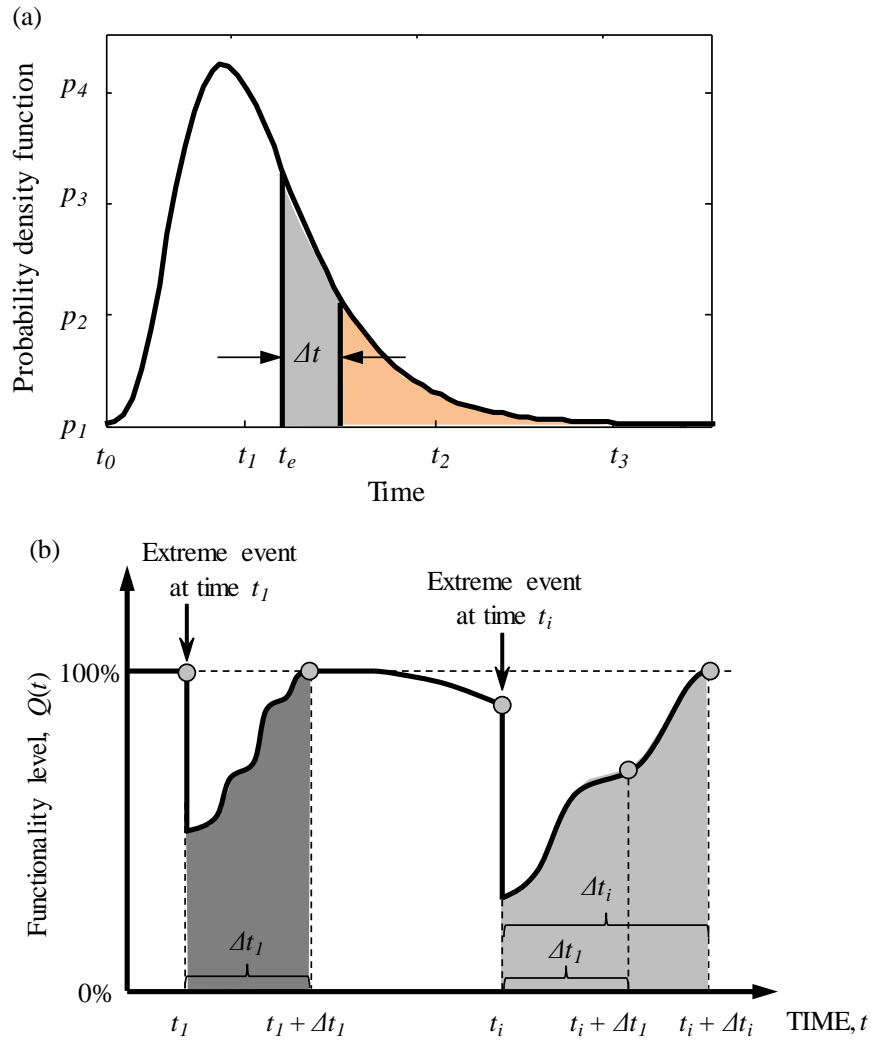 (a)
Probability density function
p4
p3
p2
p1
Δt
t0
t1
te
t2
t3
Time
(b)
Extreme event
at time t1
Extreme event
at time ti
Functionality level, Q(t)
100%
0%
Δti
Δt1
Δt1
t1
t1 + Δt1
ti
ti + Δt1
ti + Δti
TIME, t